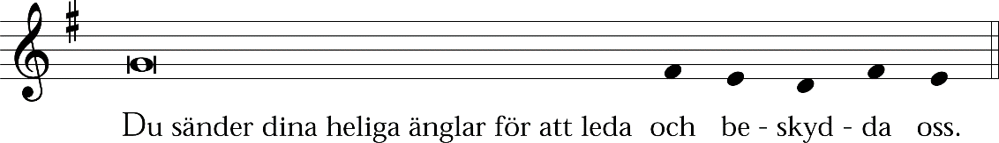 Du sänder dina heliga änglar för att leda och be - skyd - da oss.